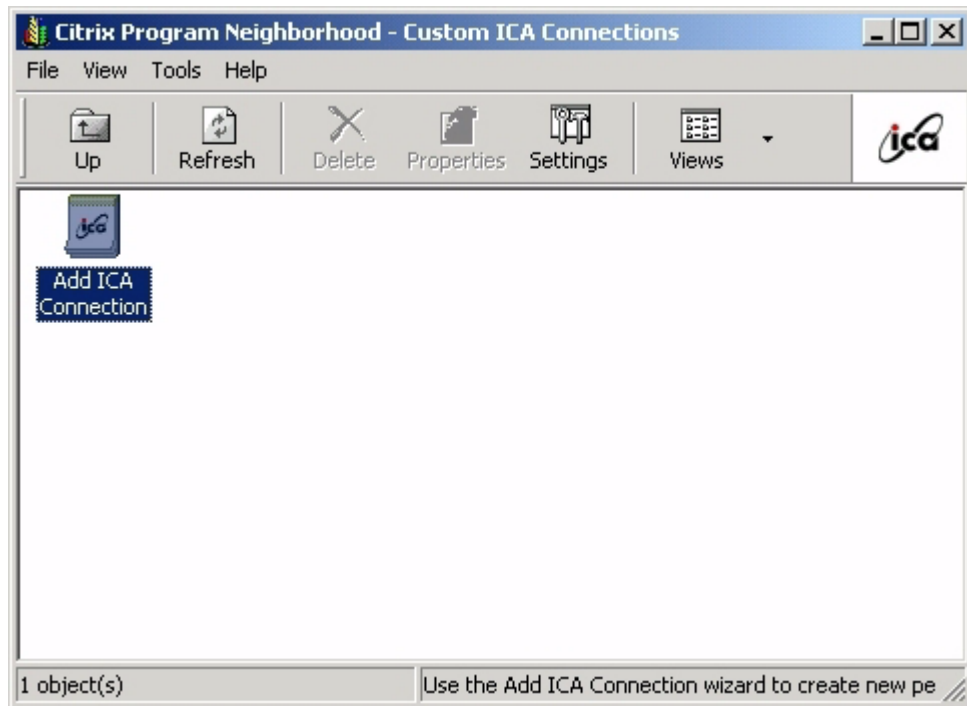 Citrix Program Neighborhood - Custom ICA Connections
File View Tools Help
Up Refresh Delete Properties Settings Views ica
ica
Add ICA
Connection
1 object(s) Use the Add ICA Connection wizard to create new pe